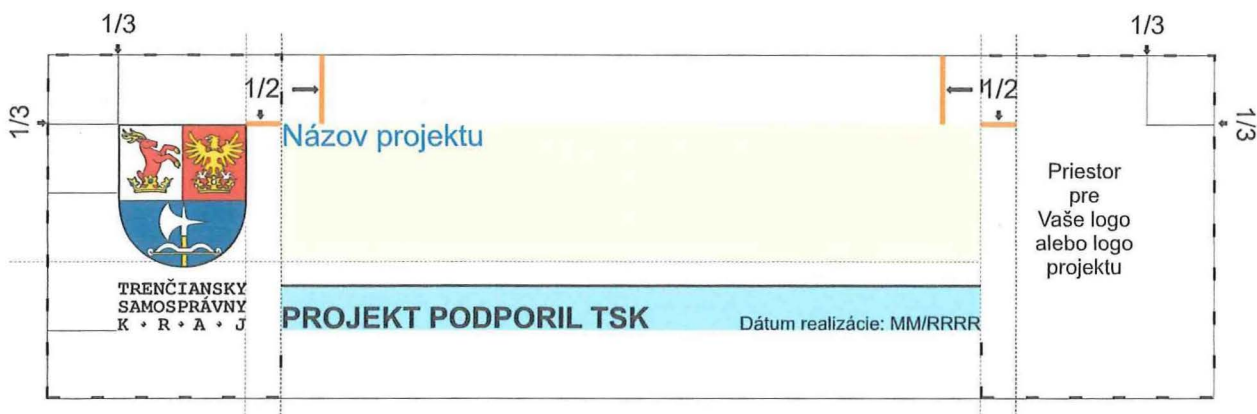 1/3
1/3
1/2
1/2
1/3
1/3
Názov projektu
Priestor
pre
Vaše logo
alebo logo
projektu
TRENČIANSKY
SAMOSPRÁVNY
K • R • A • J
PROJEKT PODPORIL TSK
Dátum realizácie: MM/RRRR